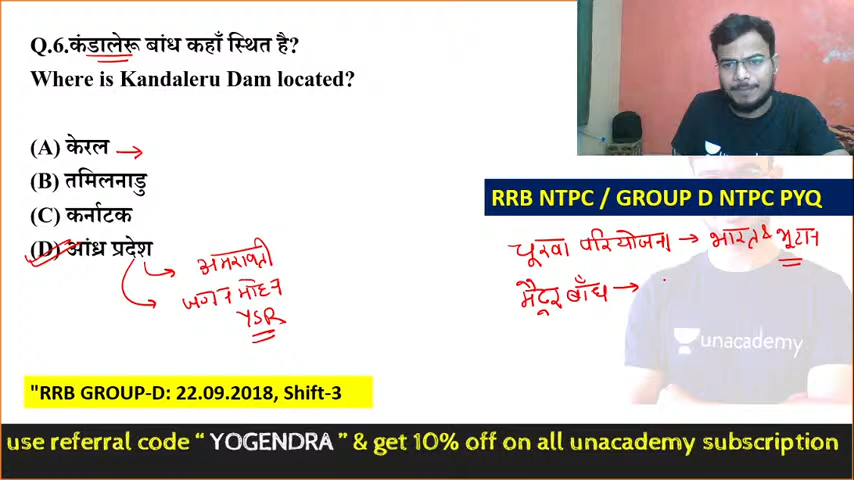 Q.6.कंडालेरू बांध कहाँ स्थित है?
Where is Kandaleru Dam located?
(A) केरल →
(B) तमिलनाडु
(C) कर्नाटक
(D) आंध्र प्रदेश
अमरावती
जगन मोहन
YSR
unacademy
RRB NTPC / GROUP D NTPC PYQ
चूखा परियोजना → भारत & भूटान
मैटूर बाँध →
unacademy
"RRB GROUP-D: 22.09.2018, Shift-3
use referral code “ YOGENDRA ” & get 10% off on all unacademy subscription